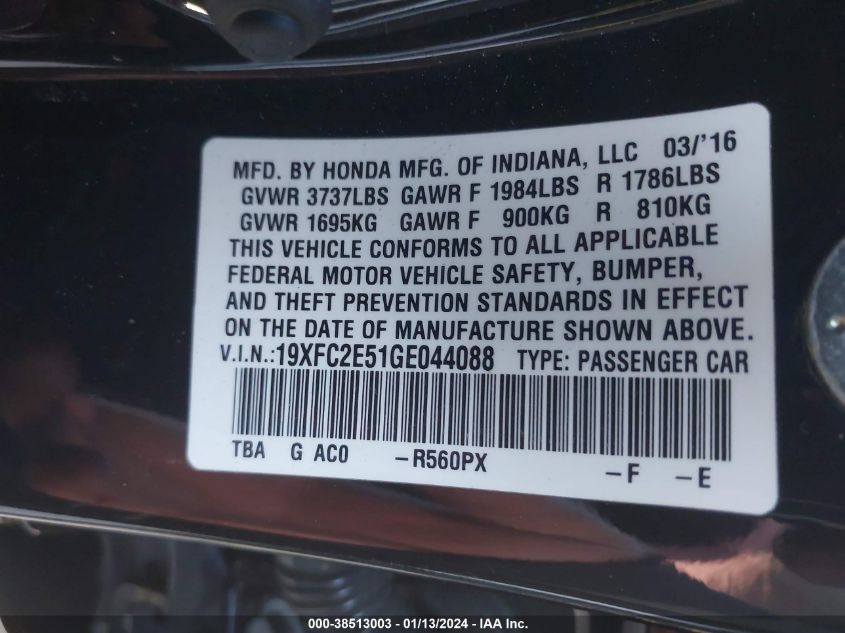 MFD. BY HONDA MFG. OF INDIANA, LLC 03/'16
GVWR 3737LBS GAWR F 1984LBS R 1786LBS
GVWR 1695KG GAWR F 900KG R 810KG
THIS VEHICLE CONFORMS TO ALL APPLICABLE
FEDERAL MOTOR VEHICLE SAFETY, BUMPER,
AND THEFT PREVENTION STANDARDS IN EFFECT
ON THE DATE OF MANUFACTURE SHOWN ABOVE.
V.I.N.:19XFC2E51GE044088 TYPE: PASSENGER CAR
TBA G AC0 -R560PX -F -E
000-38513003 - 01/13/2024 - IAA Inc.